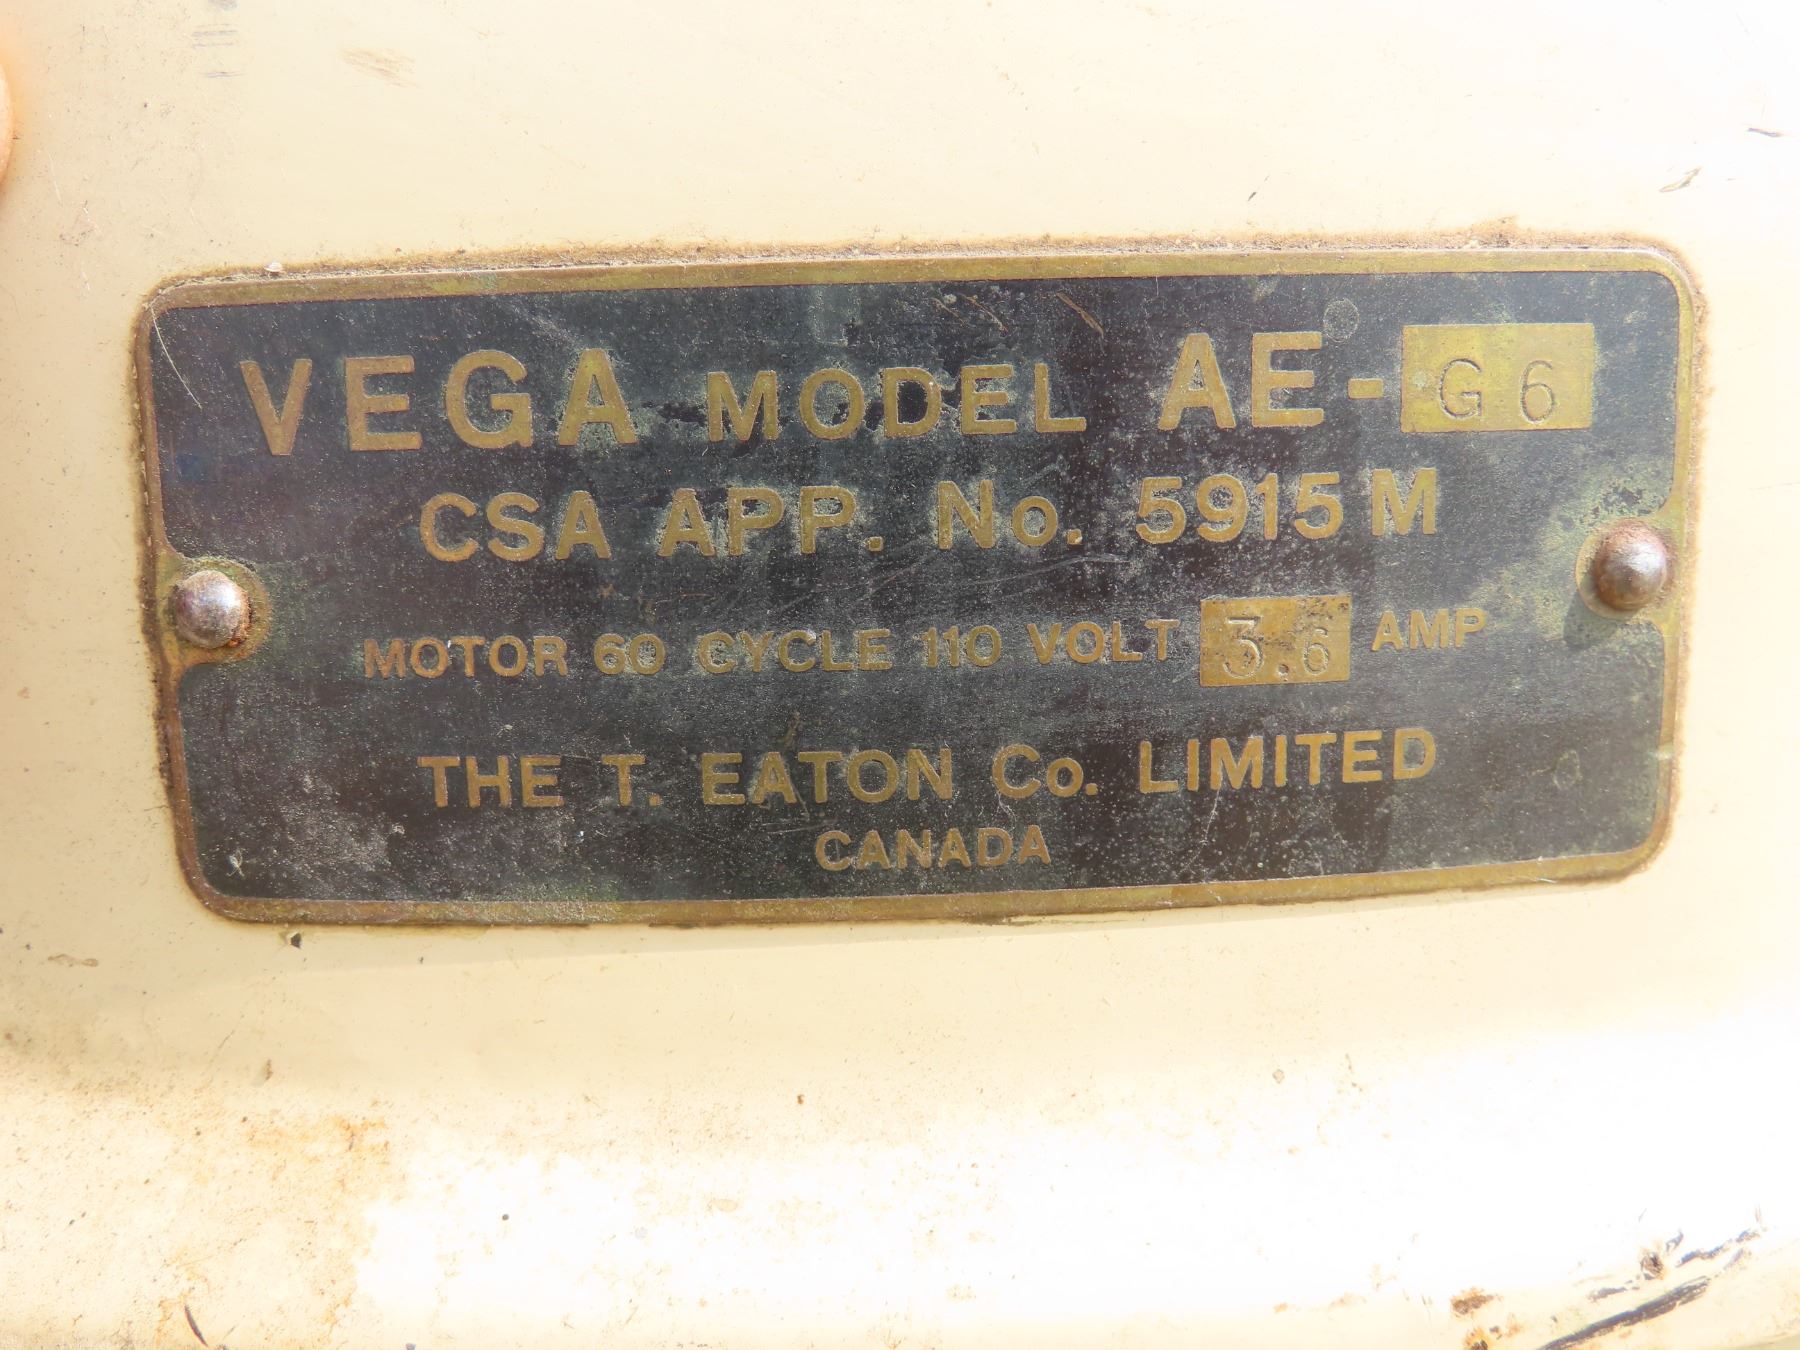 VEGA MODEL AE-G6
CSA APP. No. 5915 M
MOTOR 60 CYCLE 110 VOLT 3.6 AMP
THE T. EATON Co. LIMITED
CANADA